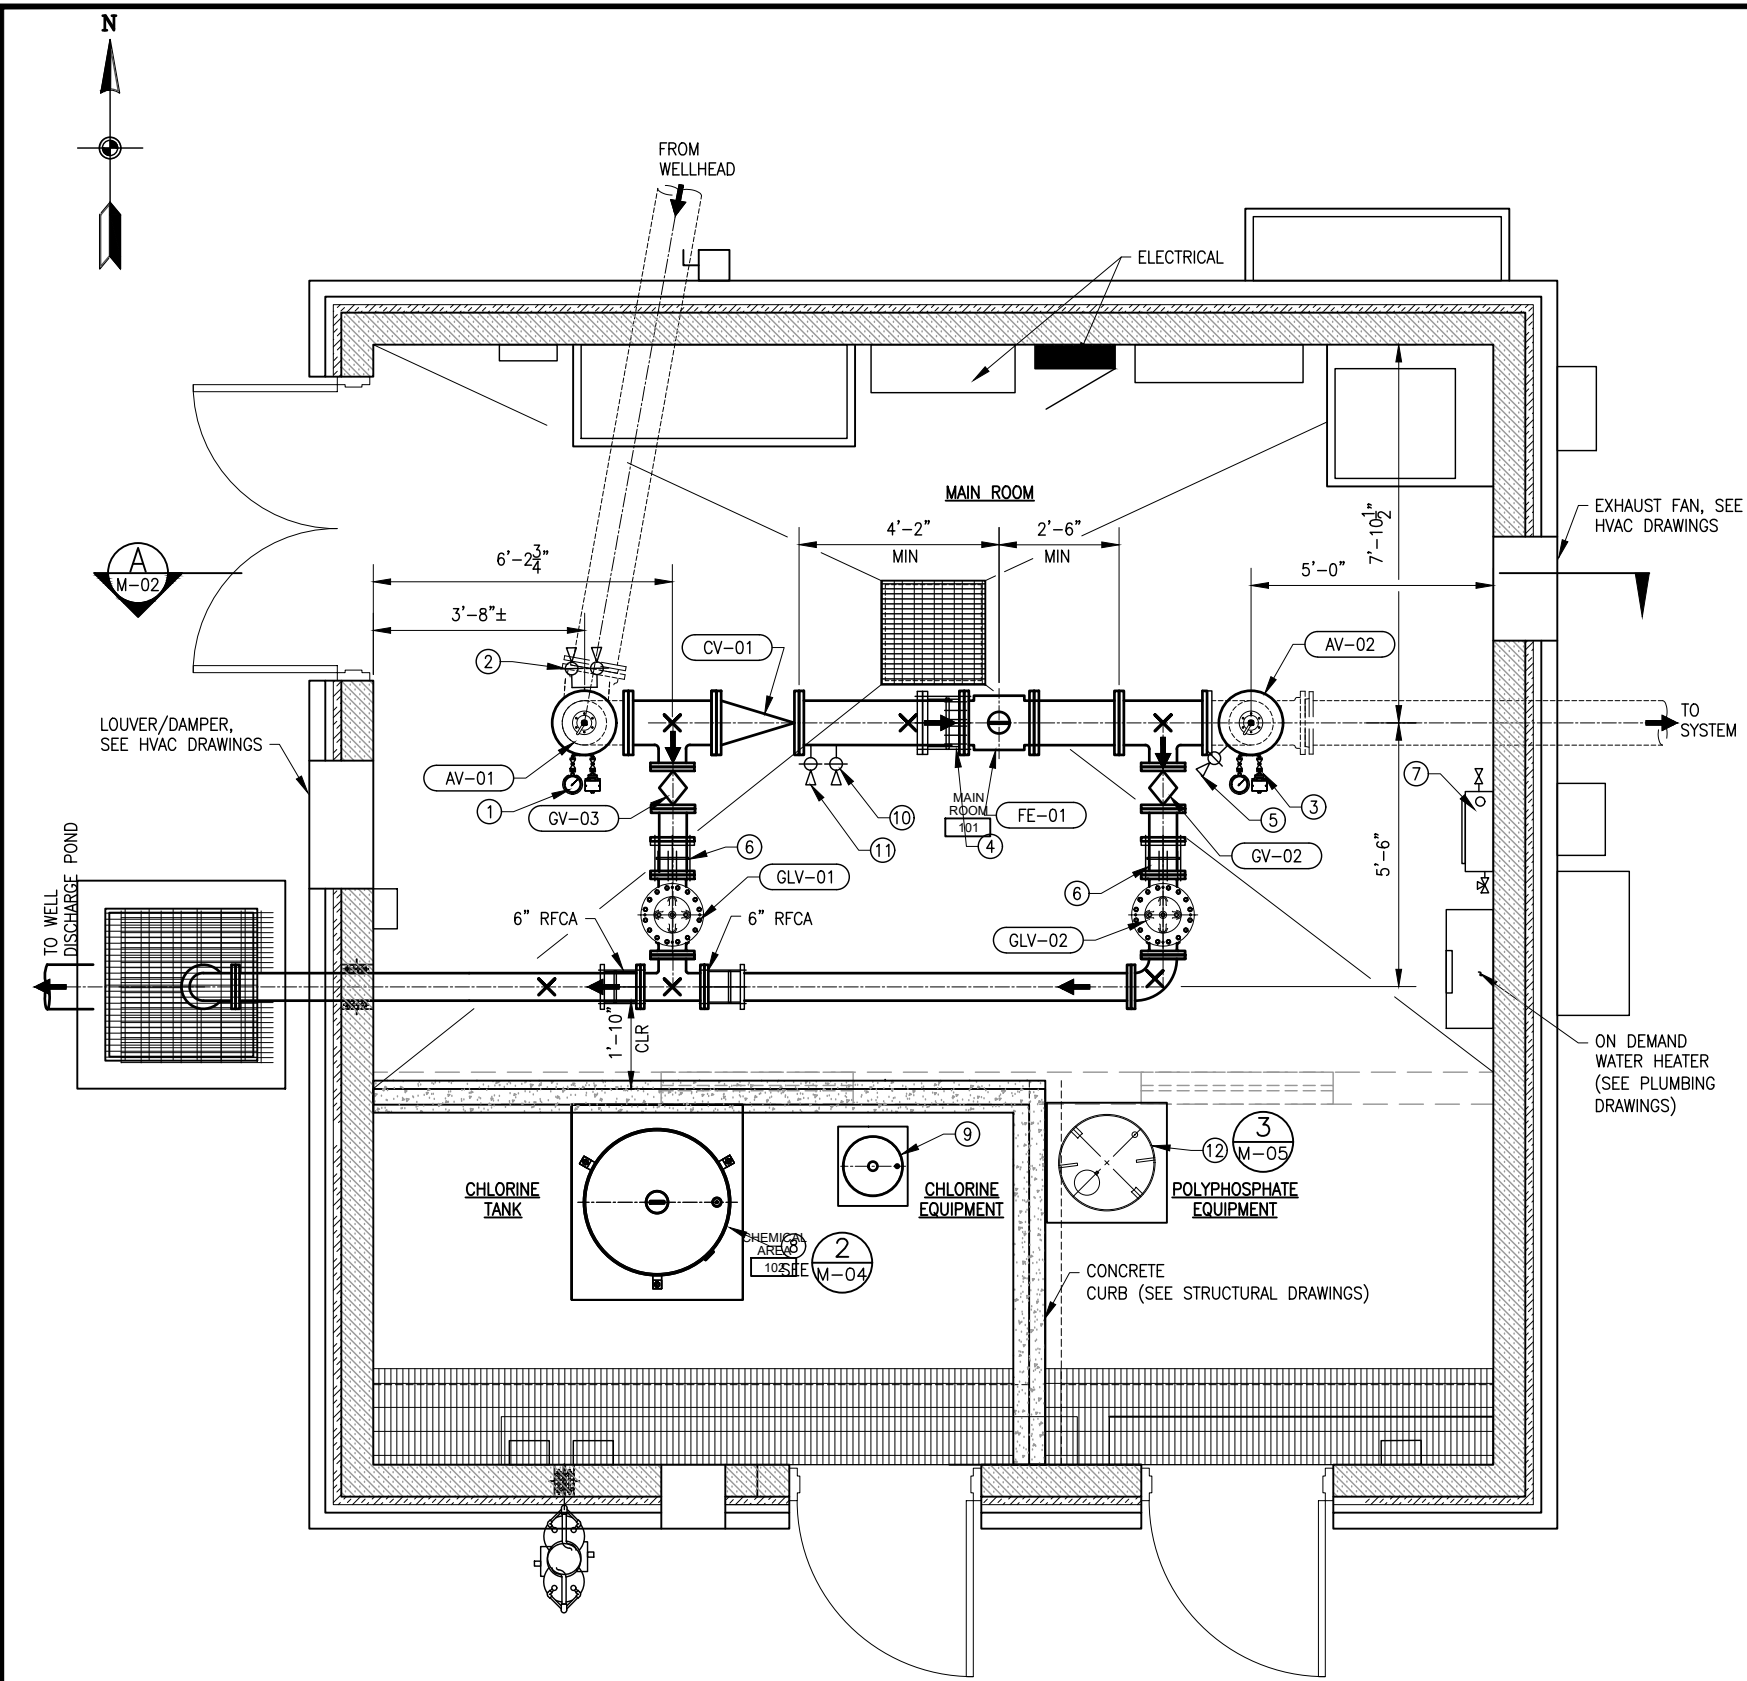 N
FROM
WELLHEAD
ELECTRICAL
MAIN ROOM
EXHAUST FAN, SEE
HVAC DRAWINGS
4'-2"
MIN
2'-6"
MIN
7'-10 1/2"
6'-2 3/4"
5'-0"
A
M-02
3'-8"±
CV-01
AV-02
2
LOUVER/DAMPER,
SEE HVAC DRAWINGS
TO
SYSTEM
AV-01
1
GV-03
10
11
MAIN
ROOM
101
4
FE-01
5
3
7
GV-02
6
GLV-01
6
5'-6"
6" RFCA
6" RFCA
GLV-02
TO WELL
DISCHARGE POND
1'-10"
CLR
ON DEMAND
WATER HEATER
(SEE PLUMBING
DRAWINGS)
9
12
3
M-05
CHLORINE
TANK
CHLORINE
EQUIPMENT
POLYPHOSPHATE
EQUIPMENT
CHEMICAL
AREA
102
8
SEE
2
M-04
CONCRETE
CURB (SEE STRUCTURAL DRAWINGS)